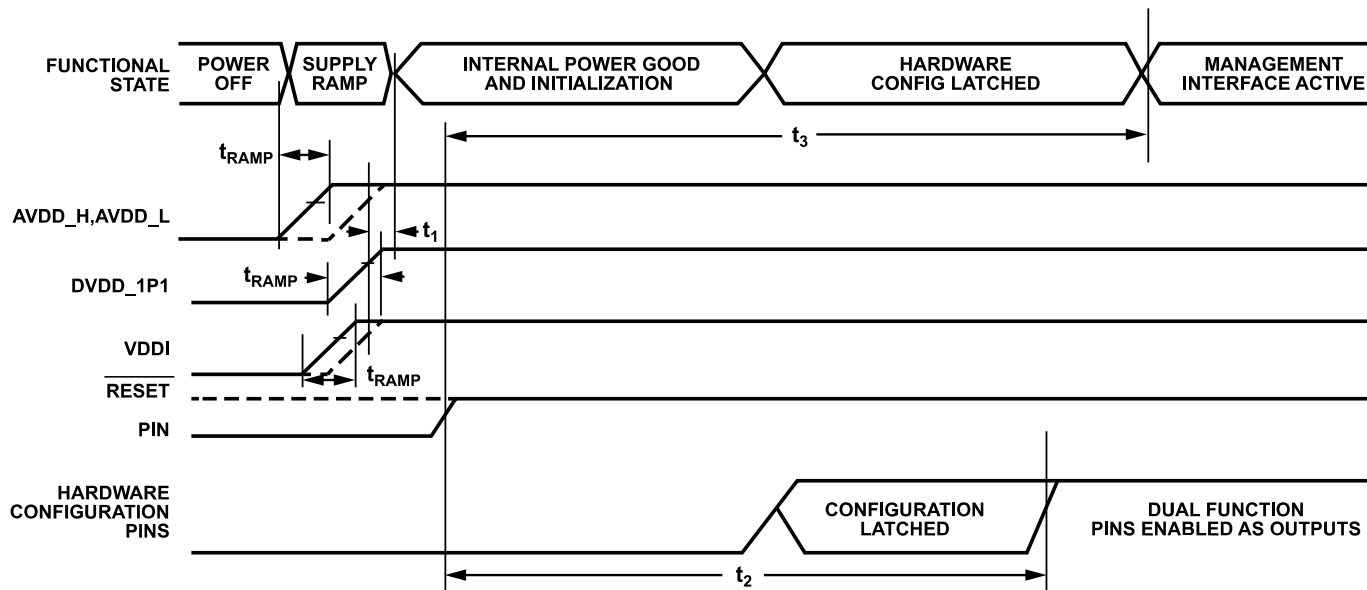 FUNCTIONAL
STATE
POWER
OFF
SUPPLY
RAMP
INTERNAL POWER GOOD
AND INITIALIZATION
HARDWARE
CONFIG LATCHED
MANAGEMENT
INTERFACE ACTIVE
t3
tRAMP
AVDD_H,AVDD_L
t1
tRAMP
DVDD_1P1
VDDI
tRAMP
RESET
PIN
HARDWARE
CONFIGURATION
PINS
CONFIGURATION
LATCHED
DUAL FUNCTION
PINS ENABLED AS OUTPUTS
t2